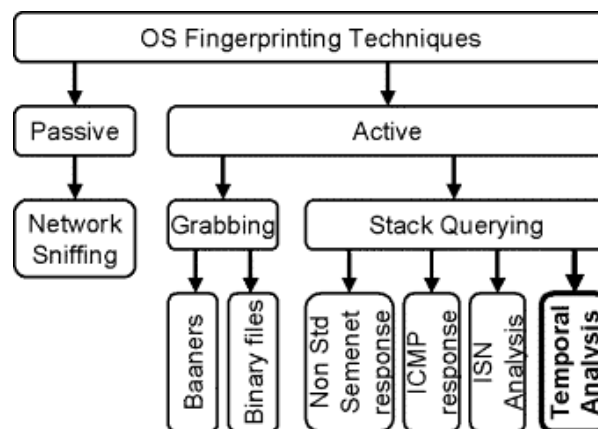 OS Fingerprinting Techniques
Passive
Active
Network
Sniffing
Grabbing
Stack Querying
Baaners
Binary files
Non Std
Semenet
response
ICMP
response
ISN
Analysis
Temporal
Analysis